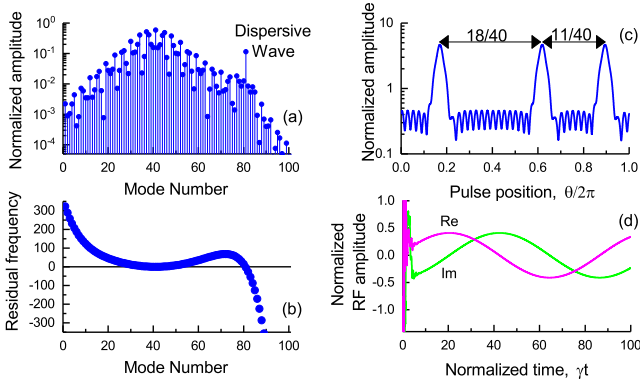 10^0
10^-1
10^-2
10^-3
10^-4
Normalized amplitude
Dispersive
Wave
(a)
0 20 40 60 80 100
Mode Number
300
200
100
0
-100
-200
-300
Residual frequency
(b)
0 20 40 60 80 100
Mode Number
10
1
0.1
Normalized amplitude
18/40
11/40
(c)
0.0 0.2 0.4 0.6 0.8 1.0
Pulse position, θ/2π
1.0
0.5
0.0
-0.5
-1.0
Normalized
RF amplitude
Re
Im
(d)
0 20 40 60 80 100
Normalized time, γt